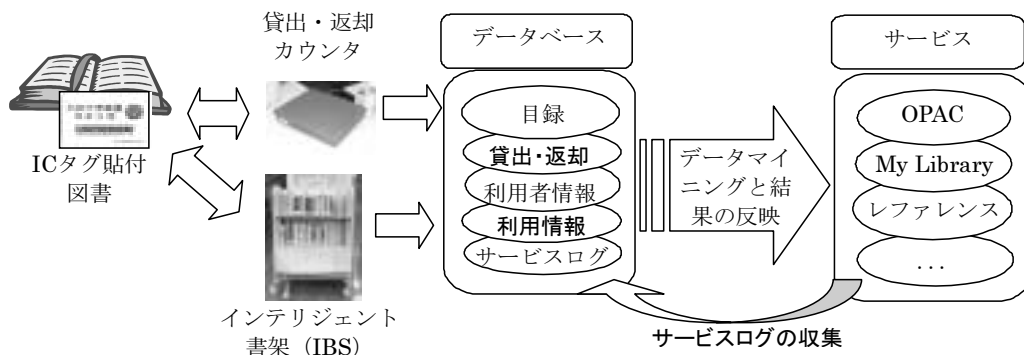 貸出・返却
カウンタ
データベース
サービス
ICタグ貼付
図書
インテリジェント
書架（IBS）
目録
貸出・返却
利用者情報
利用情報
サービスログ
データマイ
ニングと結
果の反映
OPAC
My Library
レファレンス
...
サービスログの収集